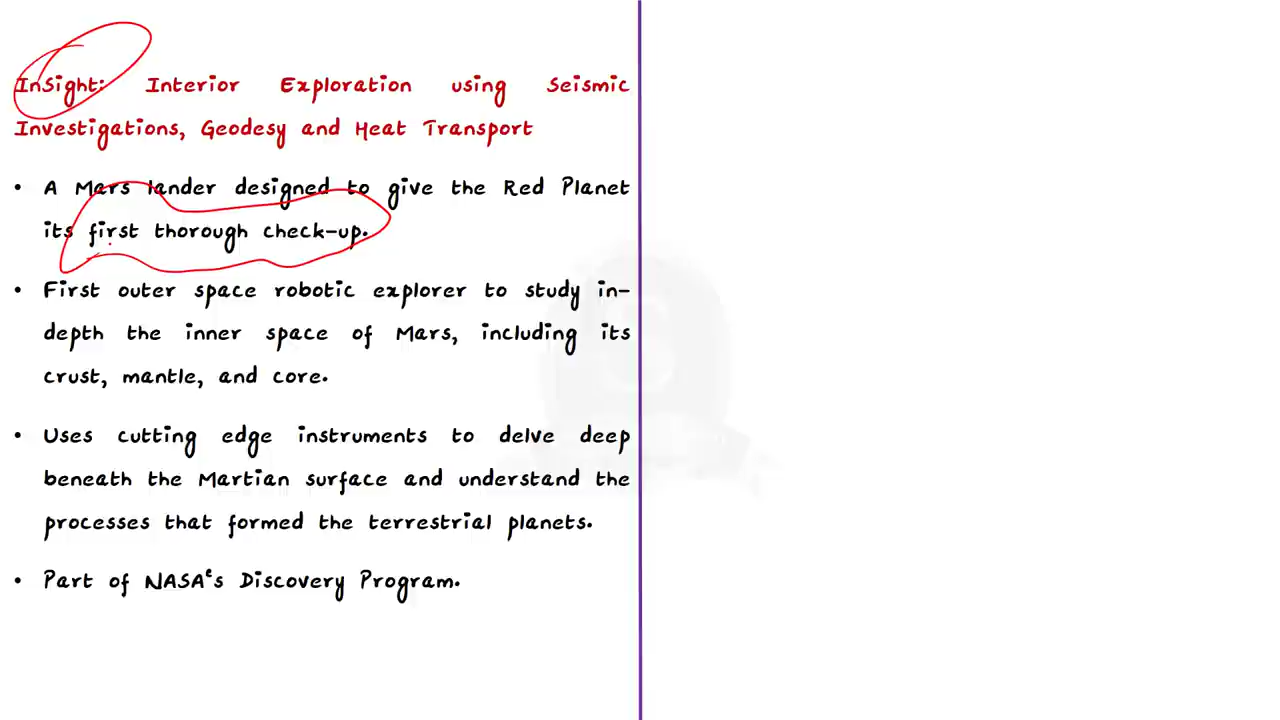 InSight: Interior Exploration using Seismic
Investigations, Geodesy and Heat Transport
• A Mars lander designed to give the Red Planet
its first thorough check-up.
• First outer space robotic explorer to study in-
depth the inner space of Mars, including its
crust, mantle, and core.
• Uses cutting edge instruments to delve deep
beneath the Martian surface and understand the
processes that formed the terrestrial planets.
• Part of NASA's Discovery Program.